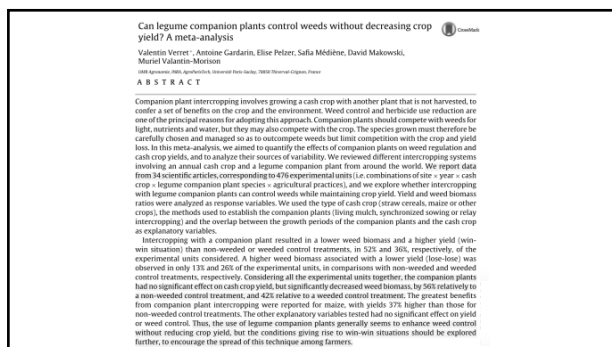 Can legume companion plants control weeds without decreasing crop
yield? A meta-analysis
CrossMark
Valentin Verret*, Antoine Gardarin, Elise Pelzer, Safia Médiène, David Makowski,
Muriel Valantin-Morison
UMR Agronomie, INRA, AgroParisTech, Université Paris-Saclay, 78850 Thiverval-Grignon, France
A B S T R A C T
Companion plant intercropping involves growing a cash crop with another plant that is not harvested, to
confer a set of benefits on the crop and the environment. Weed control and herbicide use reduction are
one of the principal reasons for adopting this approach. Companion plants should compete with weeds for
light, nutrients and water, but they may also compete with the crop. The species grown must therefore be
carefully chosen and managed so as to outcompete weeds but limit competition with the crop and yield
loss. In this meta-analysis, we aimed to quantify the effects of companion plants on weed regulation and
cash crop yields, and to analyze their sources of variability. We reviewed different intercropping systems
involving an annual cash crop and a legume companion plant from around the world. We report data
from 34 scientific articles, corresponding to 476 experimental units (i.e. combinations of site × year × cash
crop × legume companion plant species × agricultural practices), and we explore whether intercropping
with legume companion plants can control weeds while maintaining crop yield. Yield and weed biomass
ratios were analyzed as response variables. We used the type of cash crop (straw cereals, maize or other
crops), the methods used to establish the companion plants (living mulch, synchronized sowing or relay
intercropping) and the overlap between the growth periods of the companion plants and the cash crop
as explanatory variables.
Intercropping with a companion plant resulted in a lower weed biomass and a higher yield (win-
win situation) than non-weeded or weeded control treatments, in 52% and 36%, respectively, of the
experimental units considered. A higher weed biomass associated with a lower yield (lose–lose) was
observed in only 13% and 26% of the experimental units, in comparisons with non-weeded and weeded
control treatments, respectively. Considering all the experimental units together, the companion plants
had no significant effect on cash crop yield, but significantly decreased weed biomass, by 56% relatively to
a non-weeded control treatment, and 42% relative to a weeded control treatment. The greatest benefits
from companion plant intercropping were reported for maize, with yields 37% higher than those for
non-weeded control treatments. The other explanatory variables tested had no significant effect on yield
or weed control. Thus, the use of legume companion plants generally seems to enhance weed control
without reducing crop yield, but the conditions giving rise to win-win situations should be explored
further, to encourage the spread of this technique among farmers.